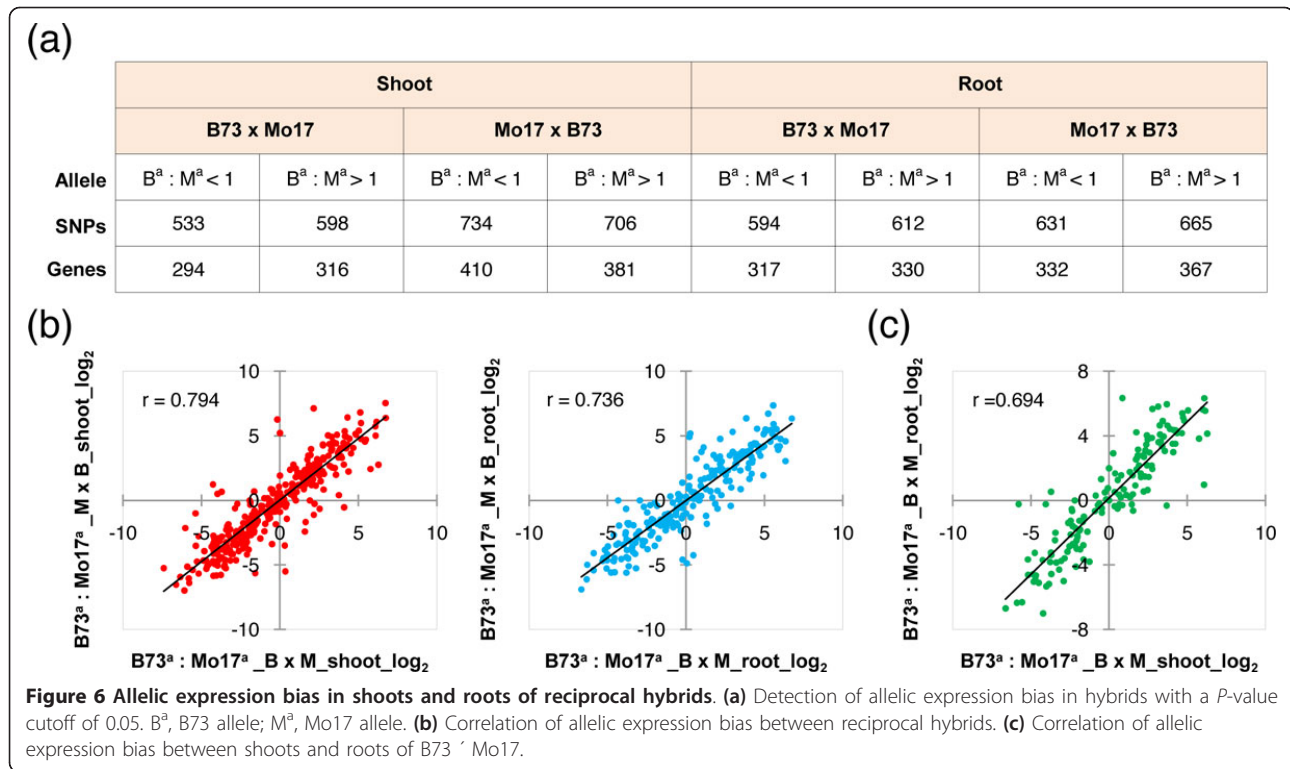 (a)
Shoot Root
B73 x Mo17 Mo17 x B73 B73 x Mo17 Mo17 x B73
Allele Bᵃ : Mᵃ < 1 Bᵃ : Mᵃ > 1 Bᵃ : Mᵃ < 1 Bᵃ : Mᵃ > 1 Bᵃ : Mᵃ < 1 Bᵃ : Mᵃ > 1 Bᵃ : Mᵃ < 1 Bᵃ : Mᵃ > 1
SNPs 533 598 734 706 594 612 631 665
Genes 294 316 410 381 317 330 332 367
(b)
B73ᵃ : Mo17ᵃ _M x B_shoot_log₂
r = 0.794
10
5
0
-5
-10
-10 -5 0 5 10
B73ᵃ : Mo17ᵃ _B x M_shoot_log₂
B73ᵃ : Mo17ᵃ _M x B_root_log₂
r = 0.736
10
5
0
-5
-10
-10 -5 0 5 10
B73ᵃ : Mo17ᵃ _B x M_root_log₂
(c)
B73ᵃ : Mo17ᵃ _B x M_root_log₂
r =0.694
8
4
0
-4
-8
-10 -5 0 5 10
B73ᵃ : Mo17ᵃ _B x M_shoot_log₂
Figure 6 Allelic expression bias in shoots and roots of reciprocal hybrids. (a) Detection of allelic expression bias in hybrids with a P-value
cutoff of 0.05. Bᵃ, B73 allele; Mᵃ, Mo17 allele. (b) Correlation of allelic expression bias between reciprocal hybrids. (c) Correlation of allelic
expression bias between shoots and roots of B73 ´ Mo17.